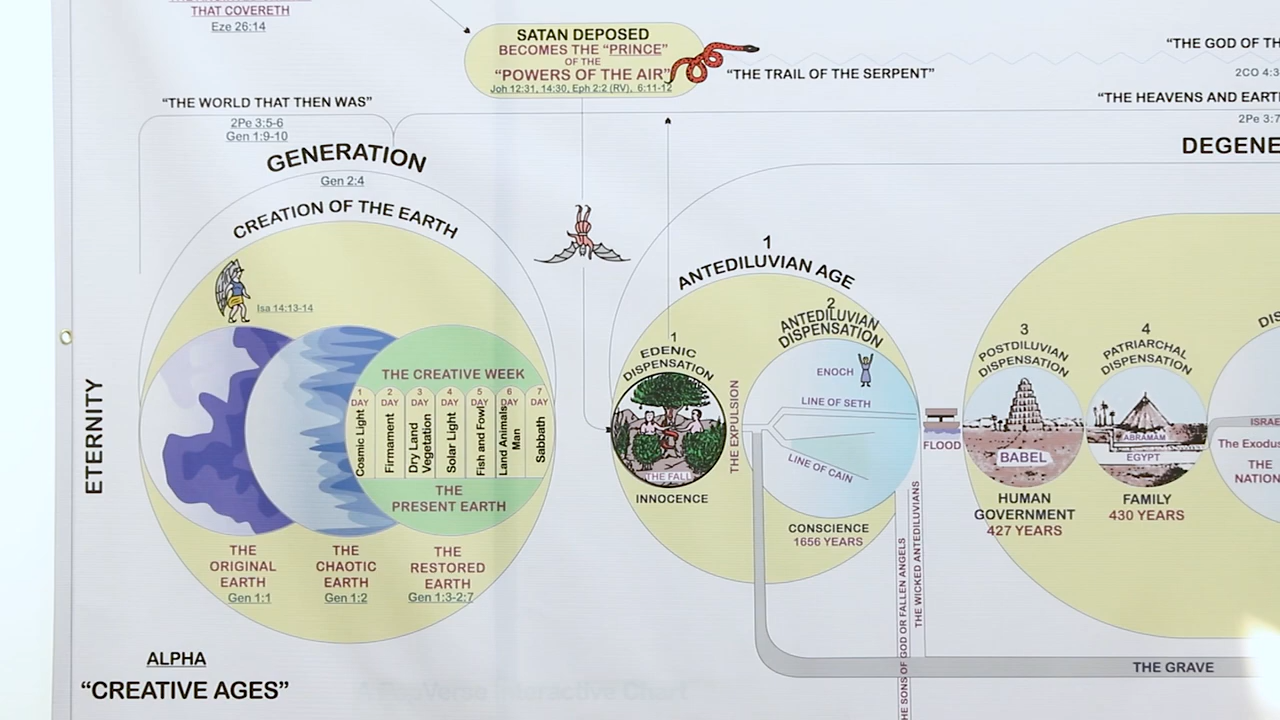 THAT COVERETH
Eze 26:14
SATAN DEPOSED
BECOMES THE "PRINCE"
OF THE
"POWERS OF THE AIR"
Joh 12:31, 14:30, Eph 2:2 (RV), 6:11-12
"THE TRAIL OF THE SERPENT"
"THE GOD OF TH
2CO 4:3
"THE HEAVENS AND EARTH
2Pe 3:7
DEGENE
"THE WORLD THAT THEN WAS"
2Pe 3:5-6
Gen 1:9-10
GENERATION
Gen 2:4
CREATION OF THE EARTH
Isa 14:13-14
THE CREATIVE WEEK
1 DAY
Cosmic Light
2 DAY
Firmament
3 DAY
Dry Land
Vegetation
4 DAY
Solar Light
5 DAY
Fish and Fowl
6 DAY
Land Animals
Man
7 DAY
Sabbath
THE
PRESENT EARTH
THE
ORIGINAL
EARTH
Gen 1:1
THE
CHAOTIC
EARTH
Gen 1:2
THE
RESTORED
EARTH
Gen 1:3-2:7
ETERNITY
ALPHA
"CREATIVE AGES"
1
ANTEDILUVIAN AGE
1
EDENIC
DISPENSATION
THE FALL
INNOCENCE
THE EXPULSION
2
ANTEDILUVIAN
DISPENSATION
ENOCH
LINE OF SETH
LINE OF CAIN
CONSCIENCE
1656 YEARS
FLOOD
HE SONS OF GOD OR FALLEN ANGELS
THE WICKED ANTEDILUVIANS
3
POSTDILUVIAN
DISPENSATION
BABEL
HUMAN
GOVERNMENT
427 YEARS
4
PATRIARCHAL
DISPENSATION
ABRAMAM
EGYPT
FAMILY
430 YEARS
DIS
ISRAE
The Exodus
THE
NATION
THE GRAVE